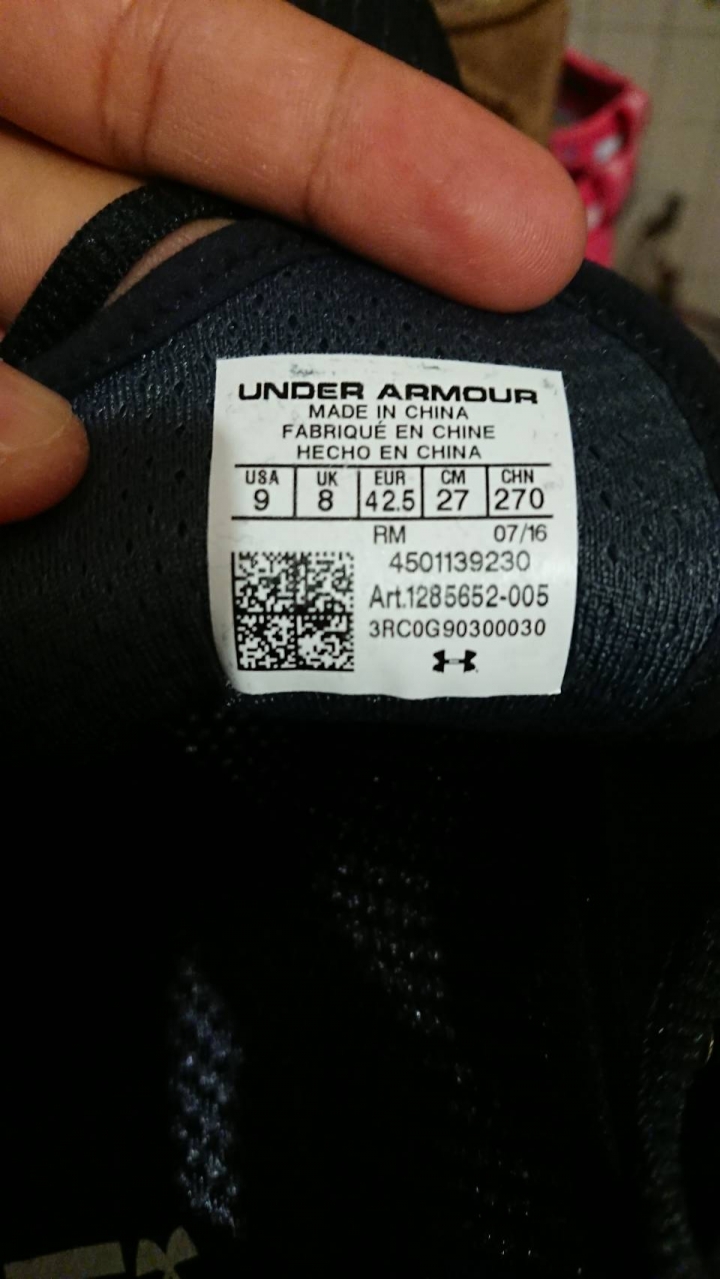 UNDER ARMOUR
MADE IN CHINA
FABRIQUÉ EN CHINE
HECHO EN CHINA
USA UK EUR CM CHN
9 8 42.5 27 270
RM 07/16
4501139230
Art.1285652-005
3RC0G90300030